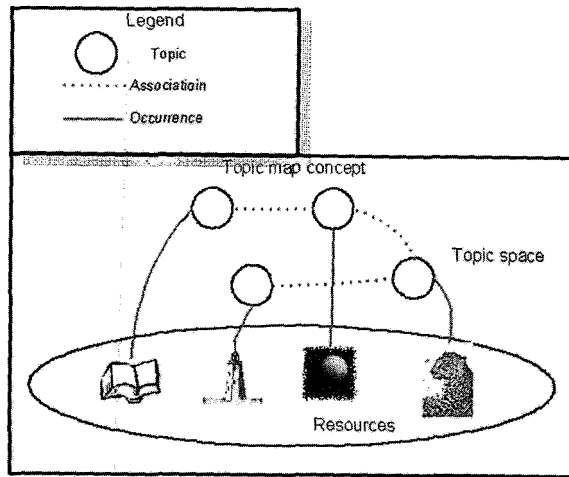 Legend
Topic
Associatioin
Occurrence
Topic map concept
Topic space
Resources